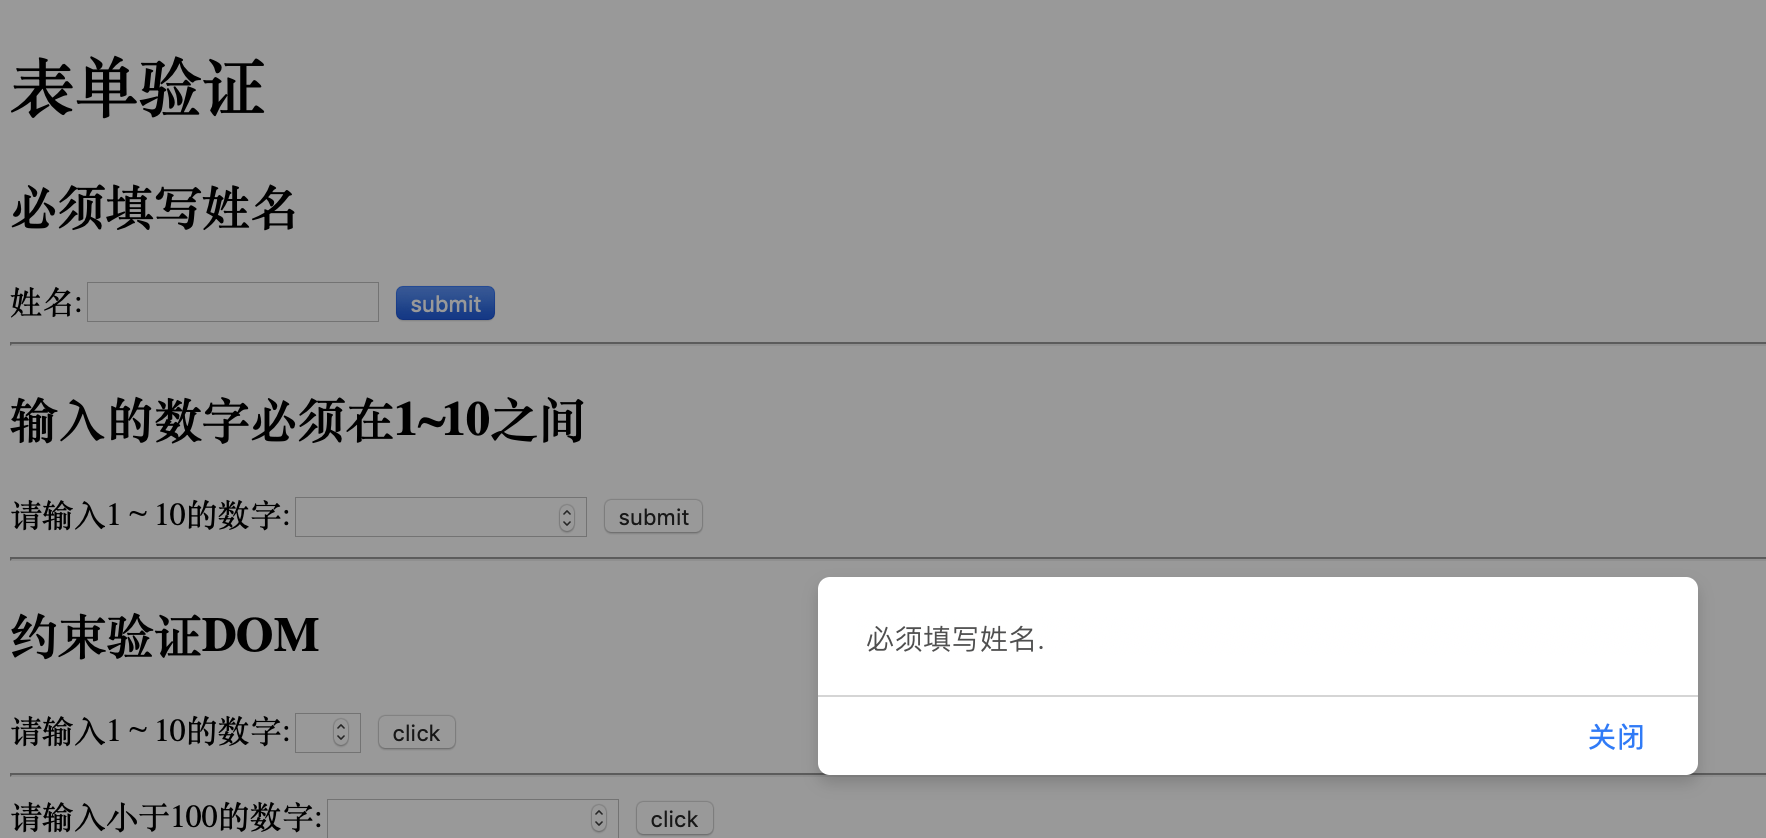 表单验证
必须填写姓名
姓名: submit
输入的数字必须在1~10之间
请输入1 ~ 10的数字: submit
约束验证DOM
请输入1 ~ 10的数字: click
请输入小于100的数字: click
必须填写姓名.
关闭